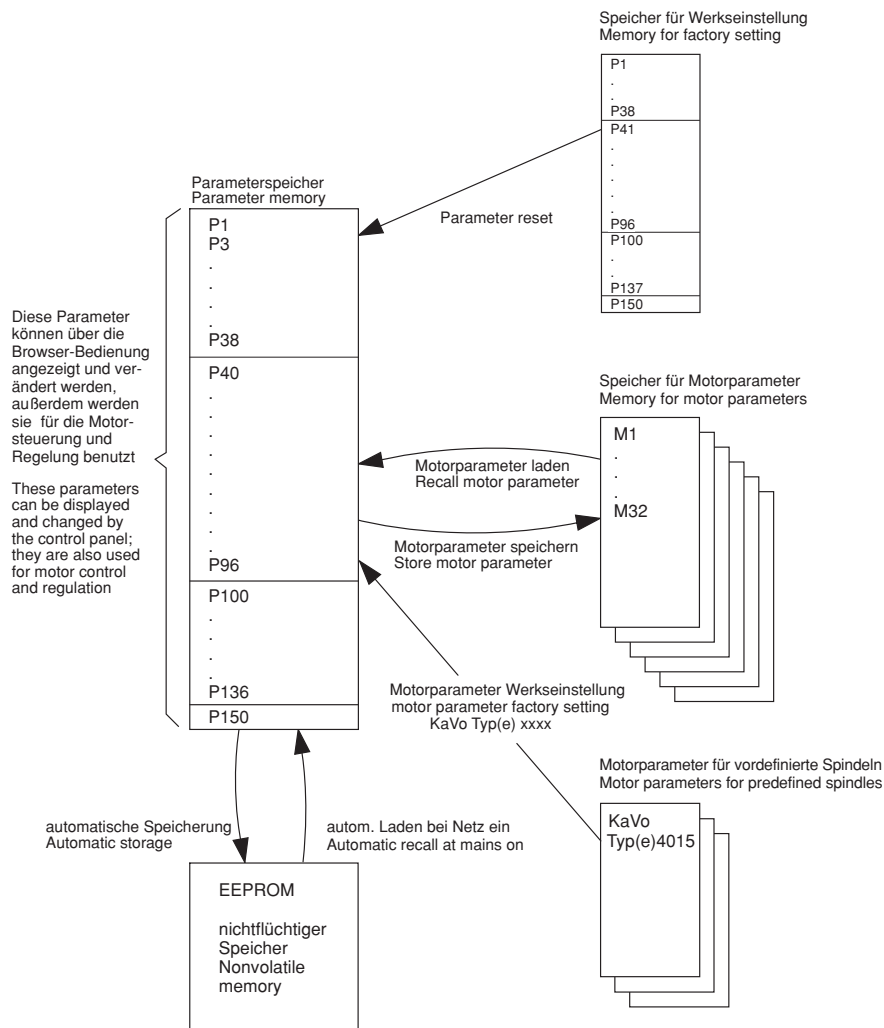 Speicher für Werkseinstellung
Memory for factory setting
P1
.
.
P38
P41
.
.
.
.
P96
P100
.
.
P137
P150
Parameterspeicher
Parameter memory
P1
P3
.
.
.
.
P38
P40
.
.
.
.
.
.
.
.
.
P96
P100
.
.
.
.
P136
P150
Parameter reset
Diese Parameter
können über die
Browser-Bedienung
angezeigt und ver-
ändert werden,
außerdem werden
sie für die Motor-
steuerung und
Regelung benutzt
These parameters
can be displayed
and changed by
the control panel;
they are also used
for motor control
and regulation
Speicher für Motorparameter
Memory for motor parameters
M1
.
.
.
M32
Motorparameter laden
Recall motor parameter
Motorparameter speichern
Store motor parameter
Motorparameter Werkseinstellung
motor parameter factory setting
KaVo Typ(e) xxxx
Motorparameter für vordefinierte Spindeln
Motor parameters for predefined spindles
KaVo
Typ(e)4015
automatische Speicherung
Automatic storage
autom. Laden bei Netz ein
Automatic recall at mains on
EEPROM
nichtflüchtiger
Speicher
Nonvolatile
memory